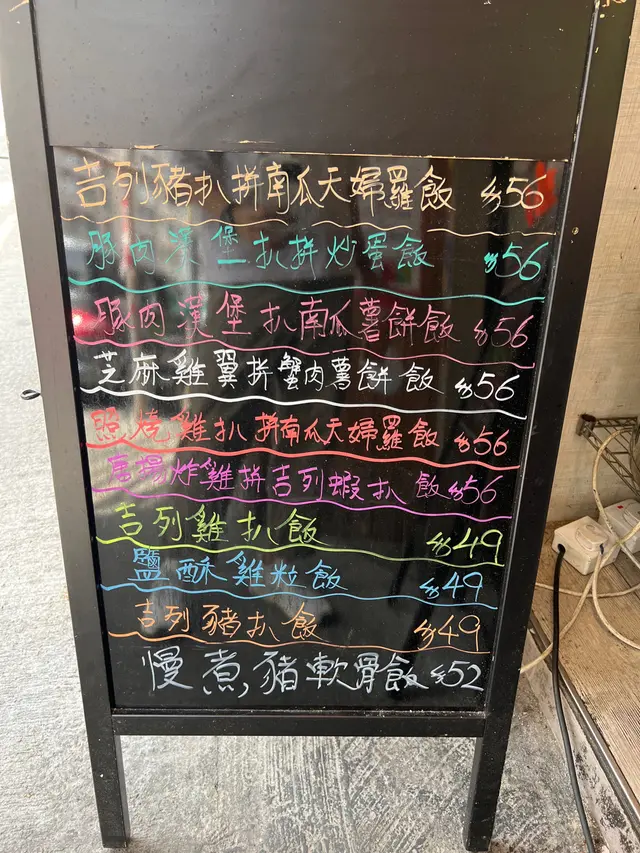 吉列豬扒拼南瓜天婦羅飯 $56
豚肉漢堡扒拼炒蛋飯 $56
豚肉漢堡扒南瓜薯餅飯 $56
芝麻雞翼拼蟹肉薯餅飯 $56
照燒雞扒拼南瓜天婦羅飯 $56
唐揚炸雞拼吉列蝦扒飯 $56
吉列雞扒飯 $49
鹽酥雞粒飯 $49
吉列豬扒飯 $49
慢煮豬軟骨飯 $52